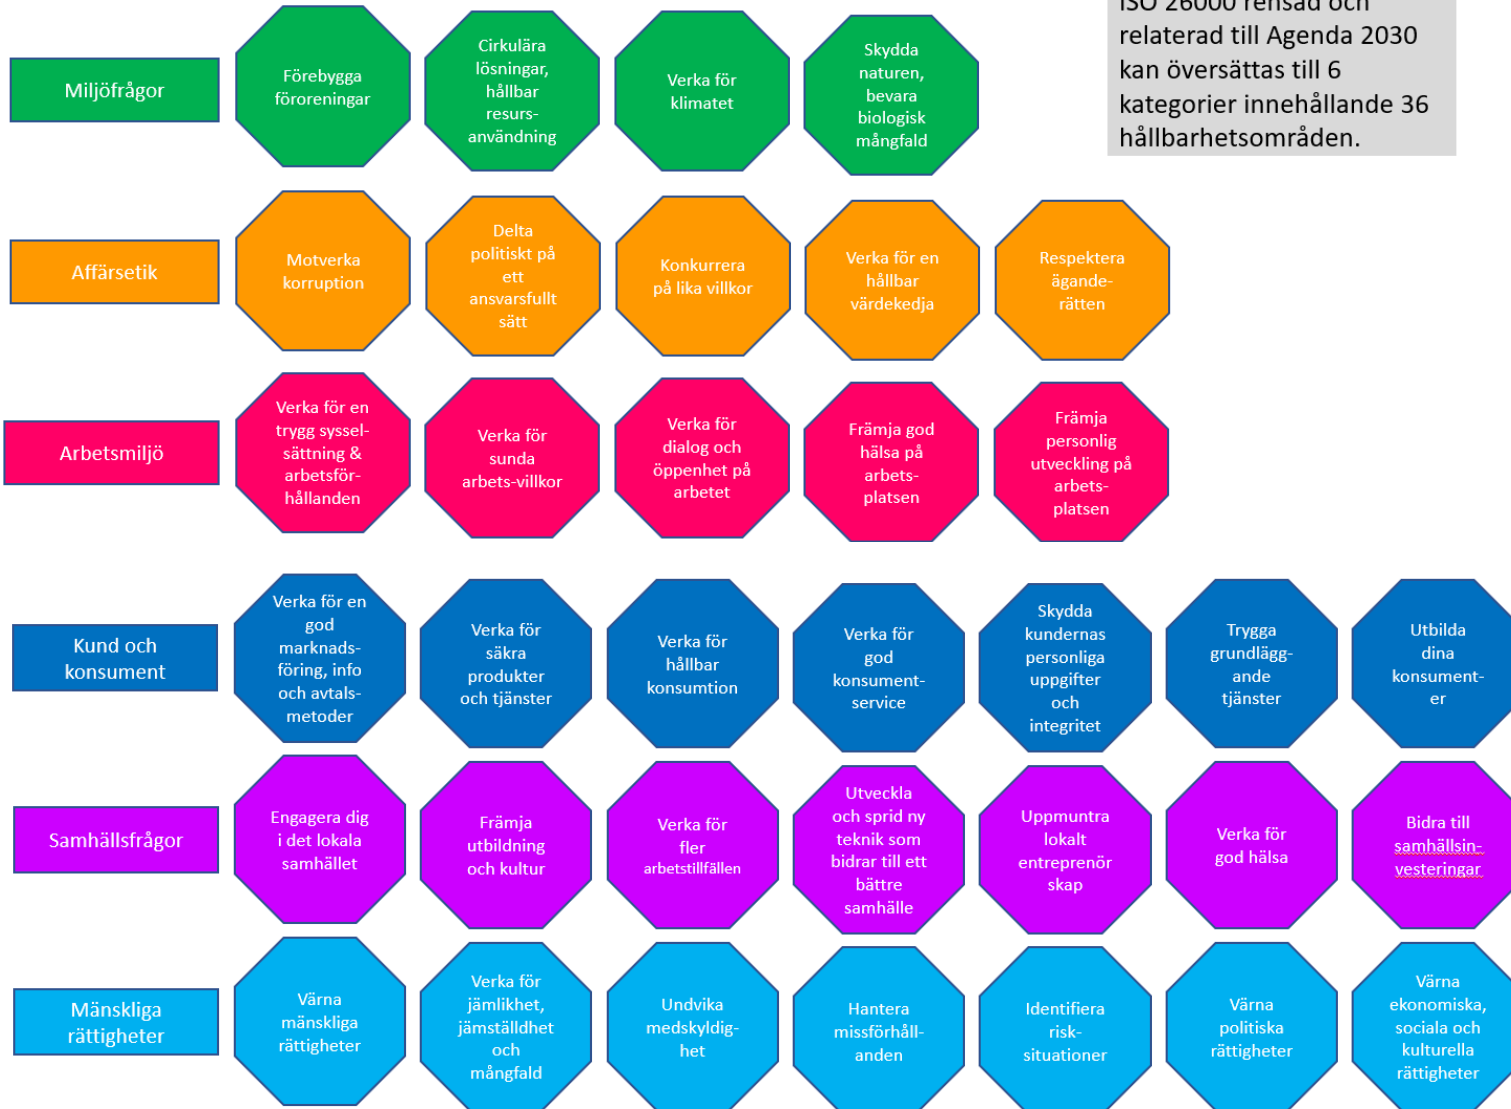 ISO 26000 rensad och
relaterad till Agenda 2030
kan översättas till 6
kategorier innehållande 36
hållbarhetsområden.
Miljöfrågor
Förebygga
föroreningar
Cirkulära
lösningar,
hållbar
resurs-
användning
Verka för
klimatet
Skydda
naturen,
bevara
biologisk
mångfald
Affärsetik
Motverka
korruption
Delta
politiskt på
ett
ansvarsfullt
sätt
Konkurrera
på lika villkor
Verka för en
hållbar
värdekedja
Respektera
ägande-
rätten
Arbetsmiljö
Verka för en
trygg syssel-
sättning &
arbetsför-
hållanden
Verka för
sunda
arbets-villkor
Verka för
dialog och
öppenhet på
arbetet
Främja god
hälsa på
arbets-
platsen
Främja
personlig
utveckling på
arbets-
platsen
Kund och
konsument
Verka för en
god
marknads-
föring, info
och avtals-
metoder
Verka för
säkra
produkter
och tjänster
Verka för
hållbar
konsumtion
Verka för
god
konsument-
service
Skydda
kundernas
personliga
uppgifter
och
integritet
Trygga
grundlägg-
ande
tjänster
Utbilda
dina
konsument-
er
Samhällsfrågor
Engagera dig
i det lokala
samhället
Främja
utbildning
och kultur
Verka för
fler
arbetstillfällen
Utveckla
och sprid ny
teknik som
bidrar till ett
bättre
samhälle
Uppmuntra
lokalt
entreprenör
skap
Verka för
god hälsa
Bidra till
samhällsin-
vesteringar
Mänskliga
rättigheter
Värna
mänskliga
rättigheter
Verka för
jämlikhet,
jämställdhet
och
mångfald
Undvika
medskyldig-
het
Hantera
missförhåll-
anden
Identifiera
risk-
situationer
Värna
politiska
rättigheter
Värna
ekonomiska,
sociala och
kulturella
rättigheter